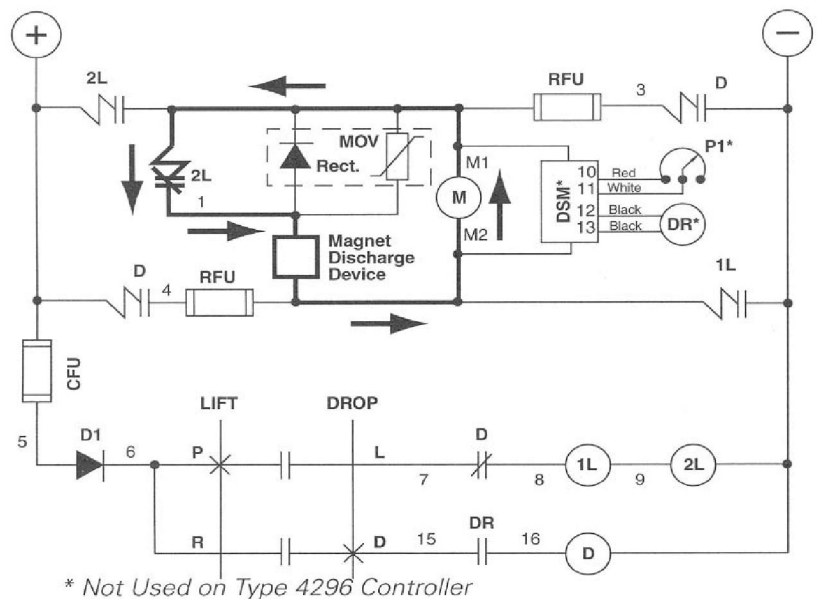 +
−
2L
RFU
3
D
MOV
Rect.
2L
1
M1
M
M2
DSM*
10
Red
11
White
12
Black
13
Black
P1*
DR*
Magnet
Discharge
Device
D
4
RFU
1L
CFU
LIFT
DROP
5
D1
6
P
L
7
D
8
1L
9
2L
R
D
15
DR
16
D
* Not Used on Type 4296 Controller